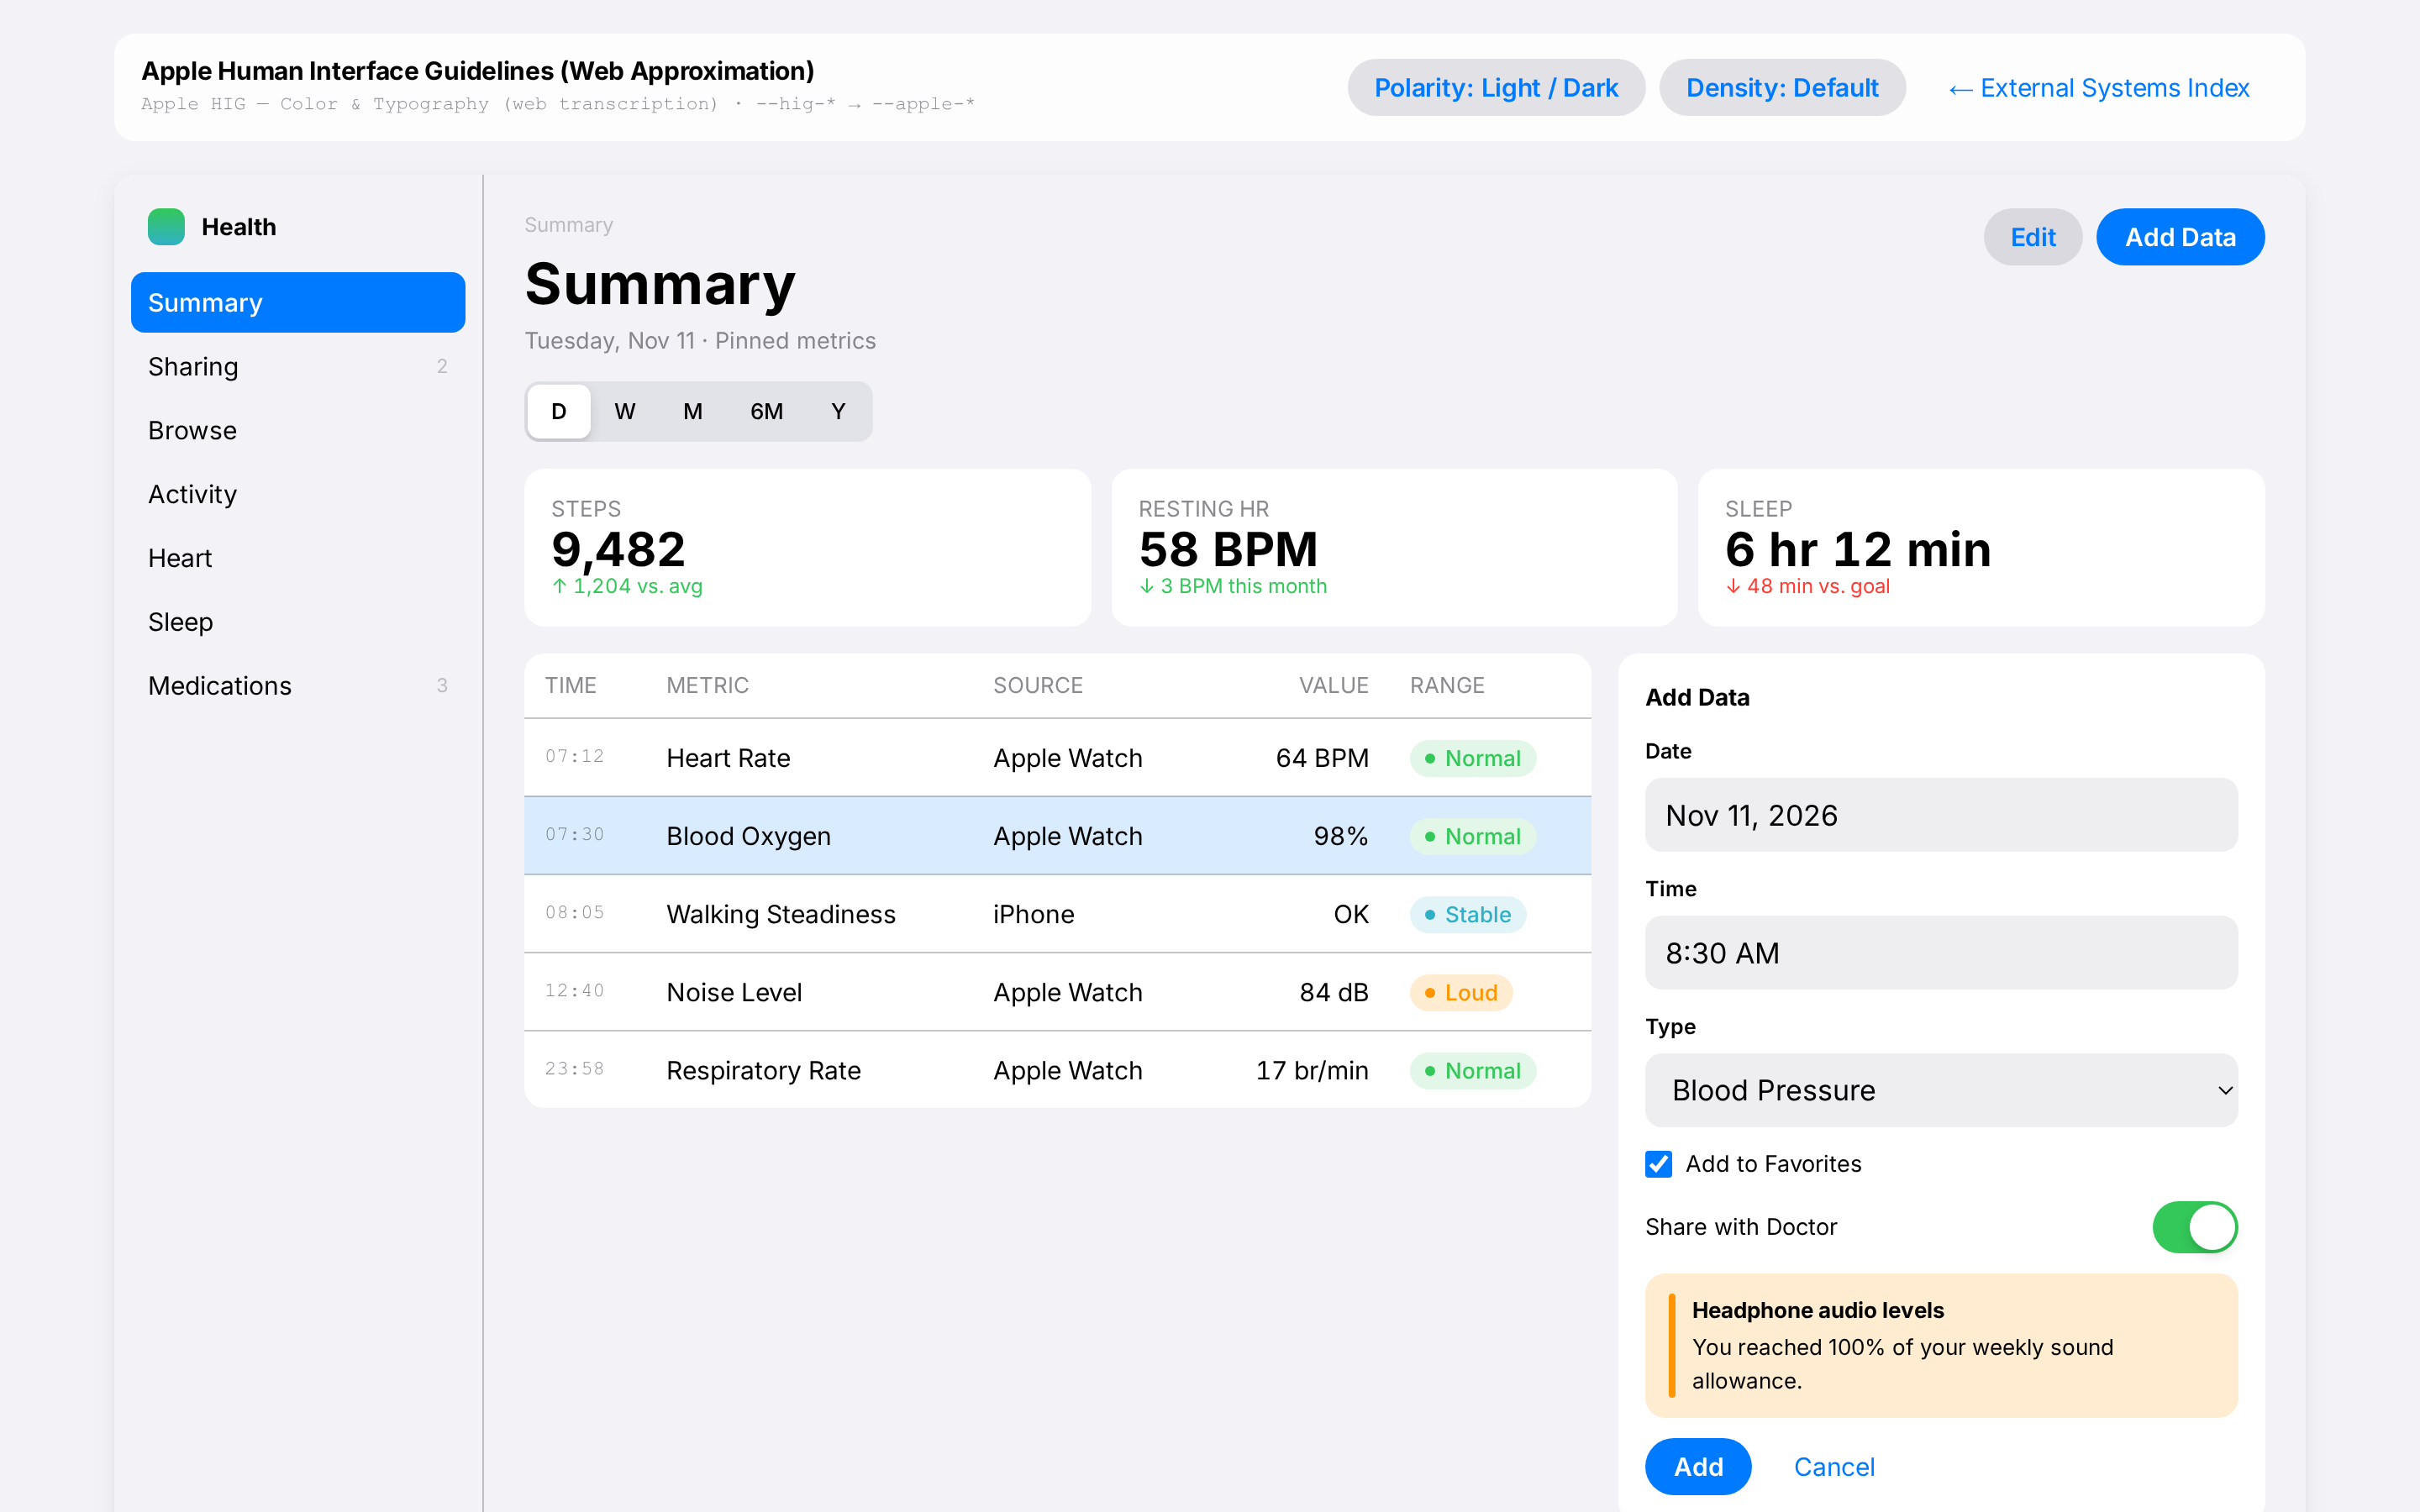 Apple Human Interface Guidelines (Web Approximation)
Apple HIG — Color & Typography (web transcription) · --hig-* → --apple-*
Polarity: Light / Dark
Density: Default
← External Systems Index
Health
Summary
Sharing 2
Browse
Activity
Heart
Sleep
Medications 3
Summary
Summary
Tuesday, Nov 11 · Pinned metrics
Edit
Add Data
D W M 6M Y
STEPS
9,482
↑ 1,204 vs. avg
RESTING HR
58 BPM
↓ 3 BPM this month
SLEEP
6 hr 12 min
↓ 48 min vs. goal
TIME METRIC SOURCE VALUE RANGE
07:12 Heart Rate Apple Watch 64 BPM Normal
07:30 Blood Oxygen Apple Watch 98% Normal
08:05 Walking Steadiness iPhone OK Stable
12:40 Noise Level Apple Watch 84 dB Loud
23:58 Respiratory Rate Apple Watch 17 br/min Normal
Add Data
Date
Nov 11, 2026
Time
8:30 AM
Type
Blood Pressure
Add to Favorites
Share with Doctor
Headphone audio levels
You reached 100% of your weekly sound
allowance.
Add
Cancel